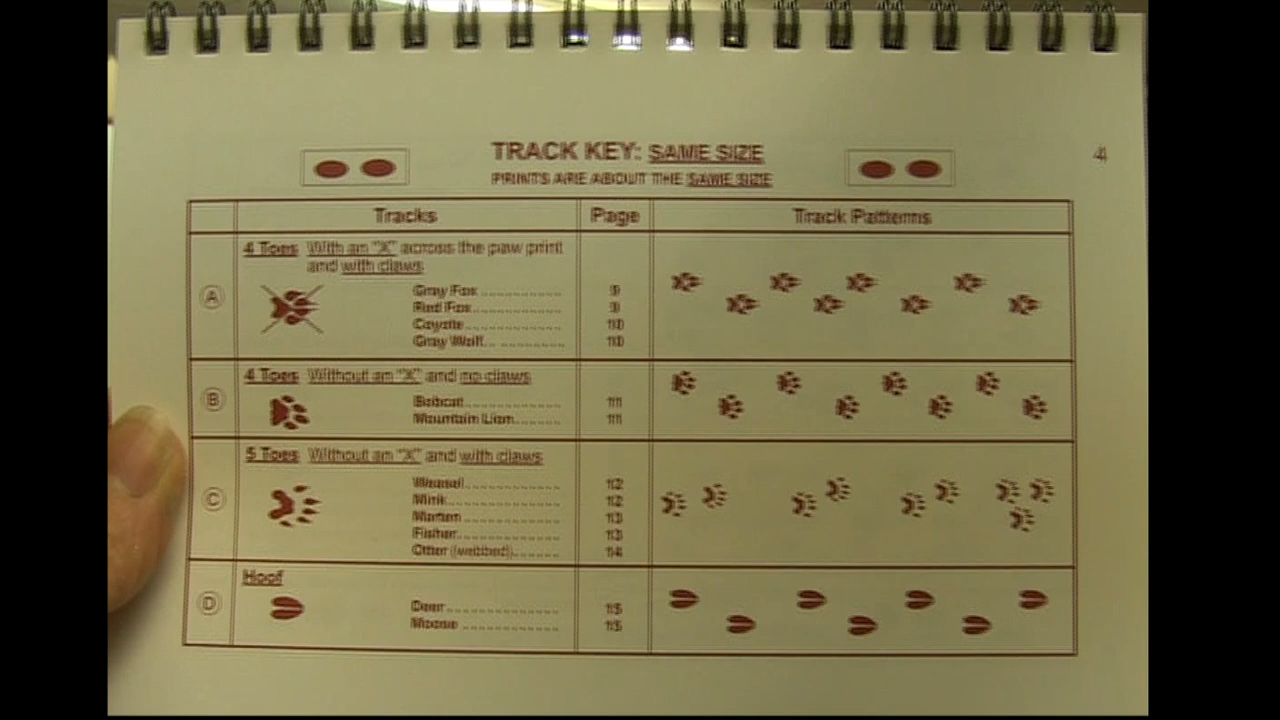 TRACK KEY: SAME SIZE
4
PRINTS ARE ABOUT THE SAME SIZE
Tracks Page Track Patterns
A
4 Toes With an "X" across the paw print
and with claws
Gray Fox 9
Red Fox 9
Coyote 10
Gray Wolf 10
B
4 Toes Without an "X" and no claws
Bobcat 11
Mountain Lion 11
C
5 Toes Without an "X" and with claws
Weasel 12
Mink 12
Marten 13
Fisher 13
Otter (webbed) 14
D
Hoof
Deer 15
Moose 15